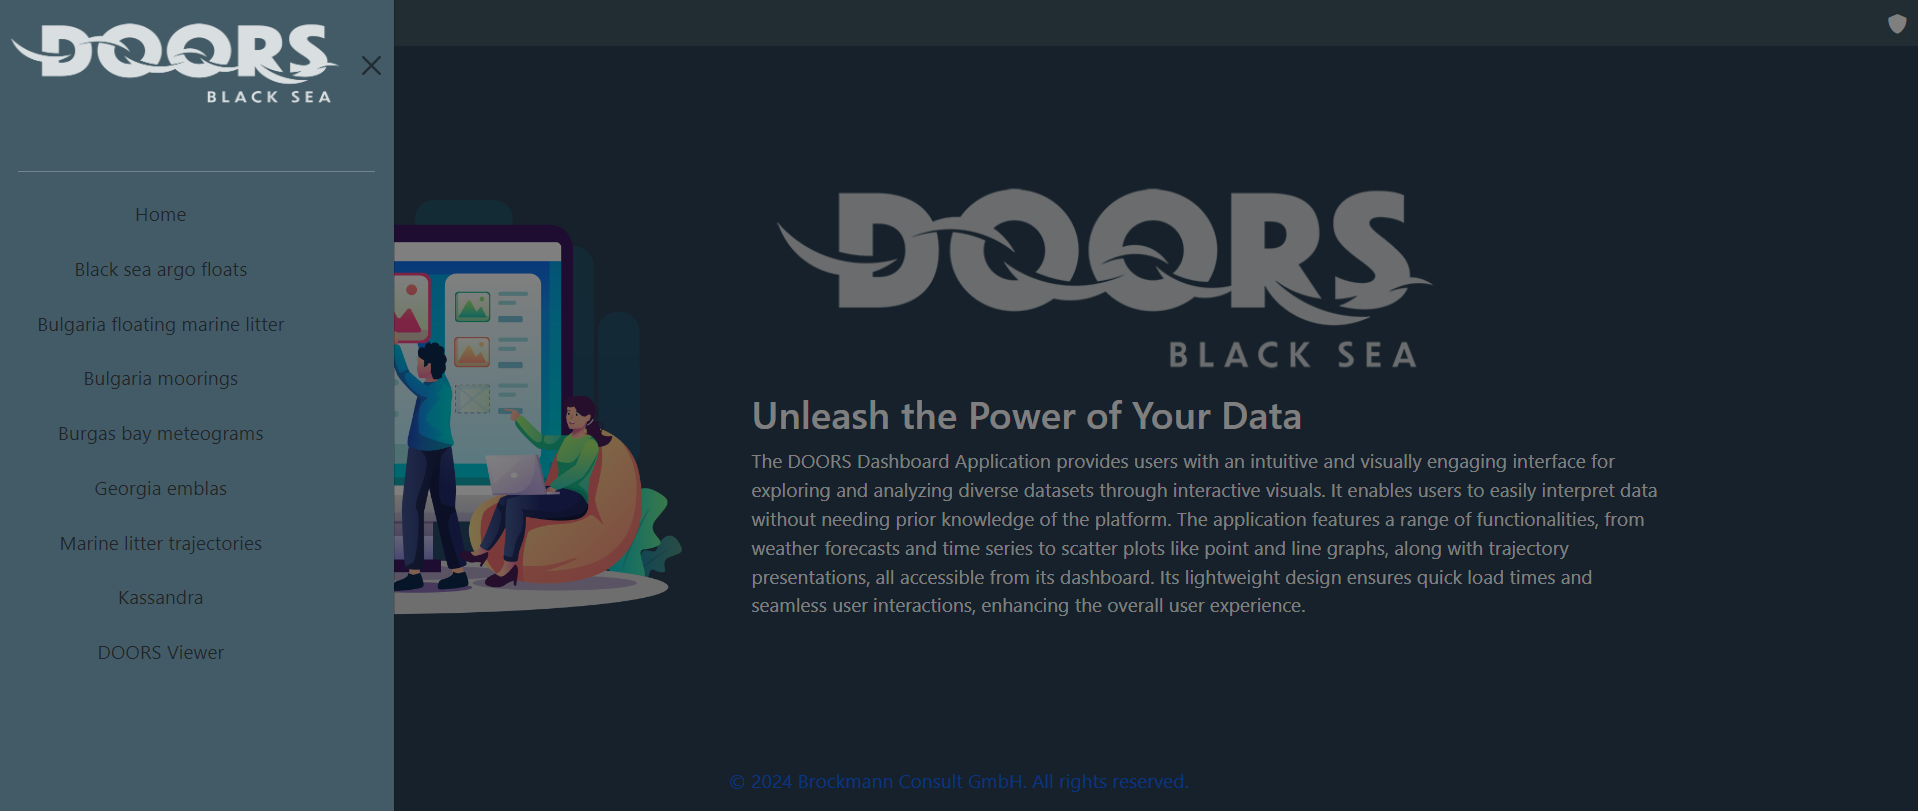 DOORS
BLACK SEA
Home
Black sea argo floats
Bulgaria floating marine litter
Bulgaria moorings
Burgas bay meteograms
Georgia emblas
Marine litter trajectories
Kassandra
DOORS Viewer
DOORS
BLACK SEA
Unleash the Power of Your Data
The DOORS Dashboard Application provides users with an intuitive and visually engaging interface for
exploring and analyzing diverse datasets through interactive visuals. It enables users to easily interpret data
without needing prior knowledge of the platform. The application features a range of functionalities, from
weather forecasts and time series to scatter plots like point and line graphs, along with trajectory
presentations, all accessible from its dashboard. Its lightweight design ensures quick load times and
seamless user interactions, enhancing the overall user experience.
© 2024 Brockmann Consult GmbH. All rights reserved.